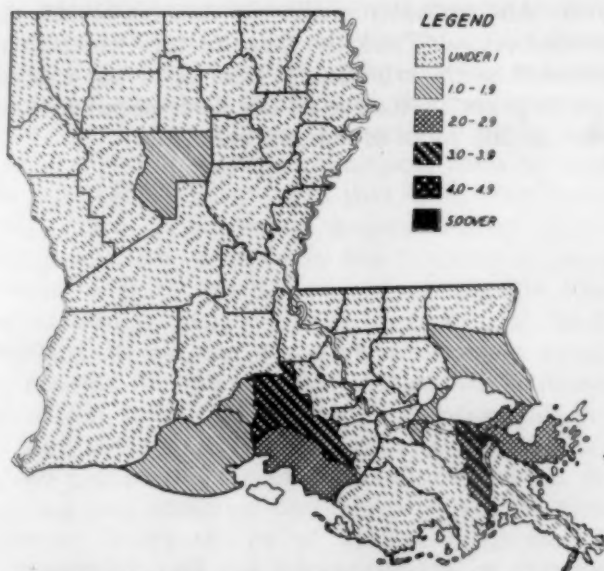 LEGEND
UNDER 1
1.0 - 1.9
2.0 - 2.9
3.0 - 3.9
4.0 - 4.9
5.0 OVER